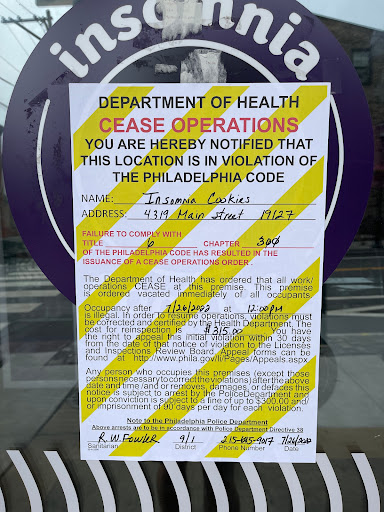 insomnia
DEPARTMENT OF HEALTH
CEASE OPERATIONS
YOU ARE HEREBY NOTIFIED THAT
THIS LOCATION IS IN VIOLATION OF
THE PHILADELPHIA CODE
NAME: Insomnia Cookies
ADDRESS: 4319 Main Street 19127
FAILURE TO COMPLY WITH
TITLE 6 CHAPTER 300
OF THE PHILADELPHIA CODE HAS RESULTED IN THE
ISSUANCE OF A CEASE OPERATIONS ORDER
The Department of Health has ordered that all work/
operations CEASE at this premise. This premise
is ordered vacated immediately of all occupants.
Occupancy after 7/26/2022 at 12:00PM
is illegal. In order to resume operations, violations must
be corrected and certified by the Health Department. The
fee for reinspection is $315.00 You have
the right to appeal this initial violation within 30 days
from the date of this notice of violation to the Licenses
and Inspections Review Board. Appeal forms can be
found at http://www.phila.gov/li/Pages/Appeals.aspx
Any person who occupies this premises (except those
persons necessary to correct the violations) after the above
date and time /and or removes, damages, or defaces this
notice is subject to arrest by the Police Department and
upon conviction is subject to a fine of up to $300.00 and/
or imprisonment of 90 days per day for each violation.
Note to the Philadelphia Police Department
Above arrests are to be in accordance with Police Department Directive 38
R.W. Fowler 9/1 7/26/
Sanitarian District Phone Number Date